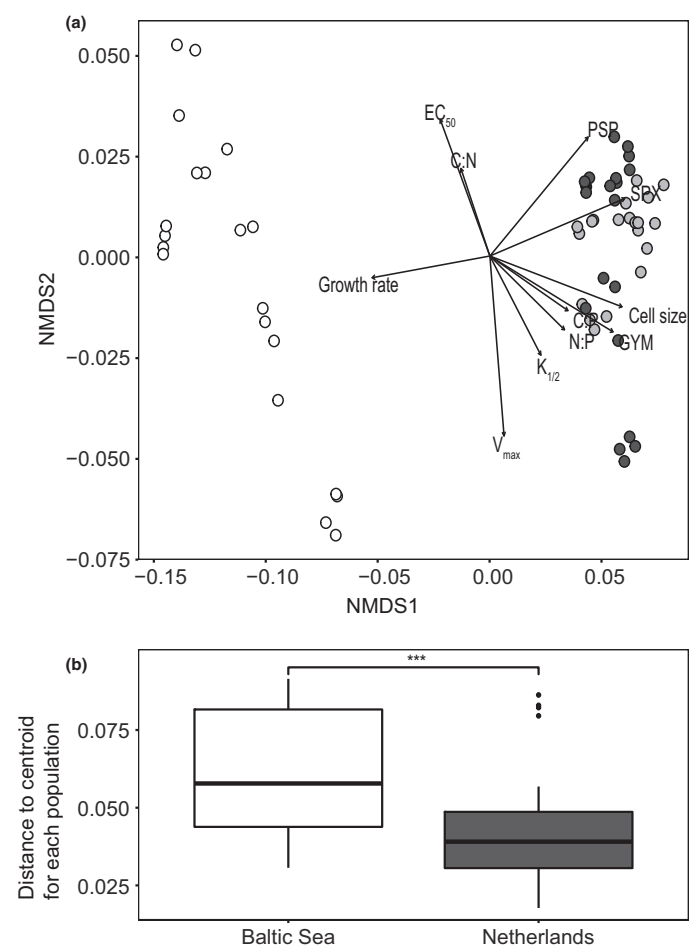 (a)
NMDS2
0.050
0.025
0.000
−0.025
−0.050
−0.075
EC50
C:N
PSP
SPX
Growth rate
Cell size
C:P
N:P
GYM
K1/2
Vmax
−0.15 −0.10 −0.05 0.00 0.05
NMDS1
(b)
***
Distance to centroid
for each population
0.075
0.050
0.025
Baltic Sea Netherlands